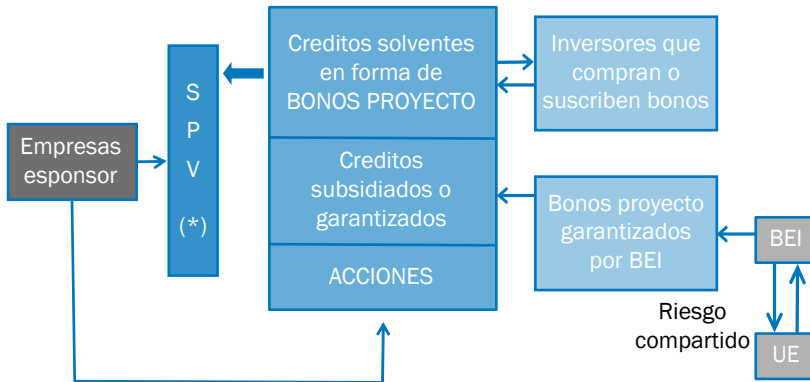 Creditos solventes
en forma de
BONOS PROYECTO
Inversores que
compran o
suscriben bonos
S
P
V
(*)
Empresas
esponsor
Creditos
subsidiados o
garantizados
Bonos proyecto
garantizados
por BEI
BEI
ACCIONES
Riesgo
compartido
UE